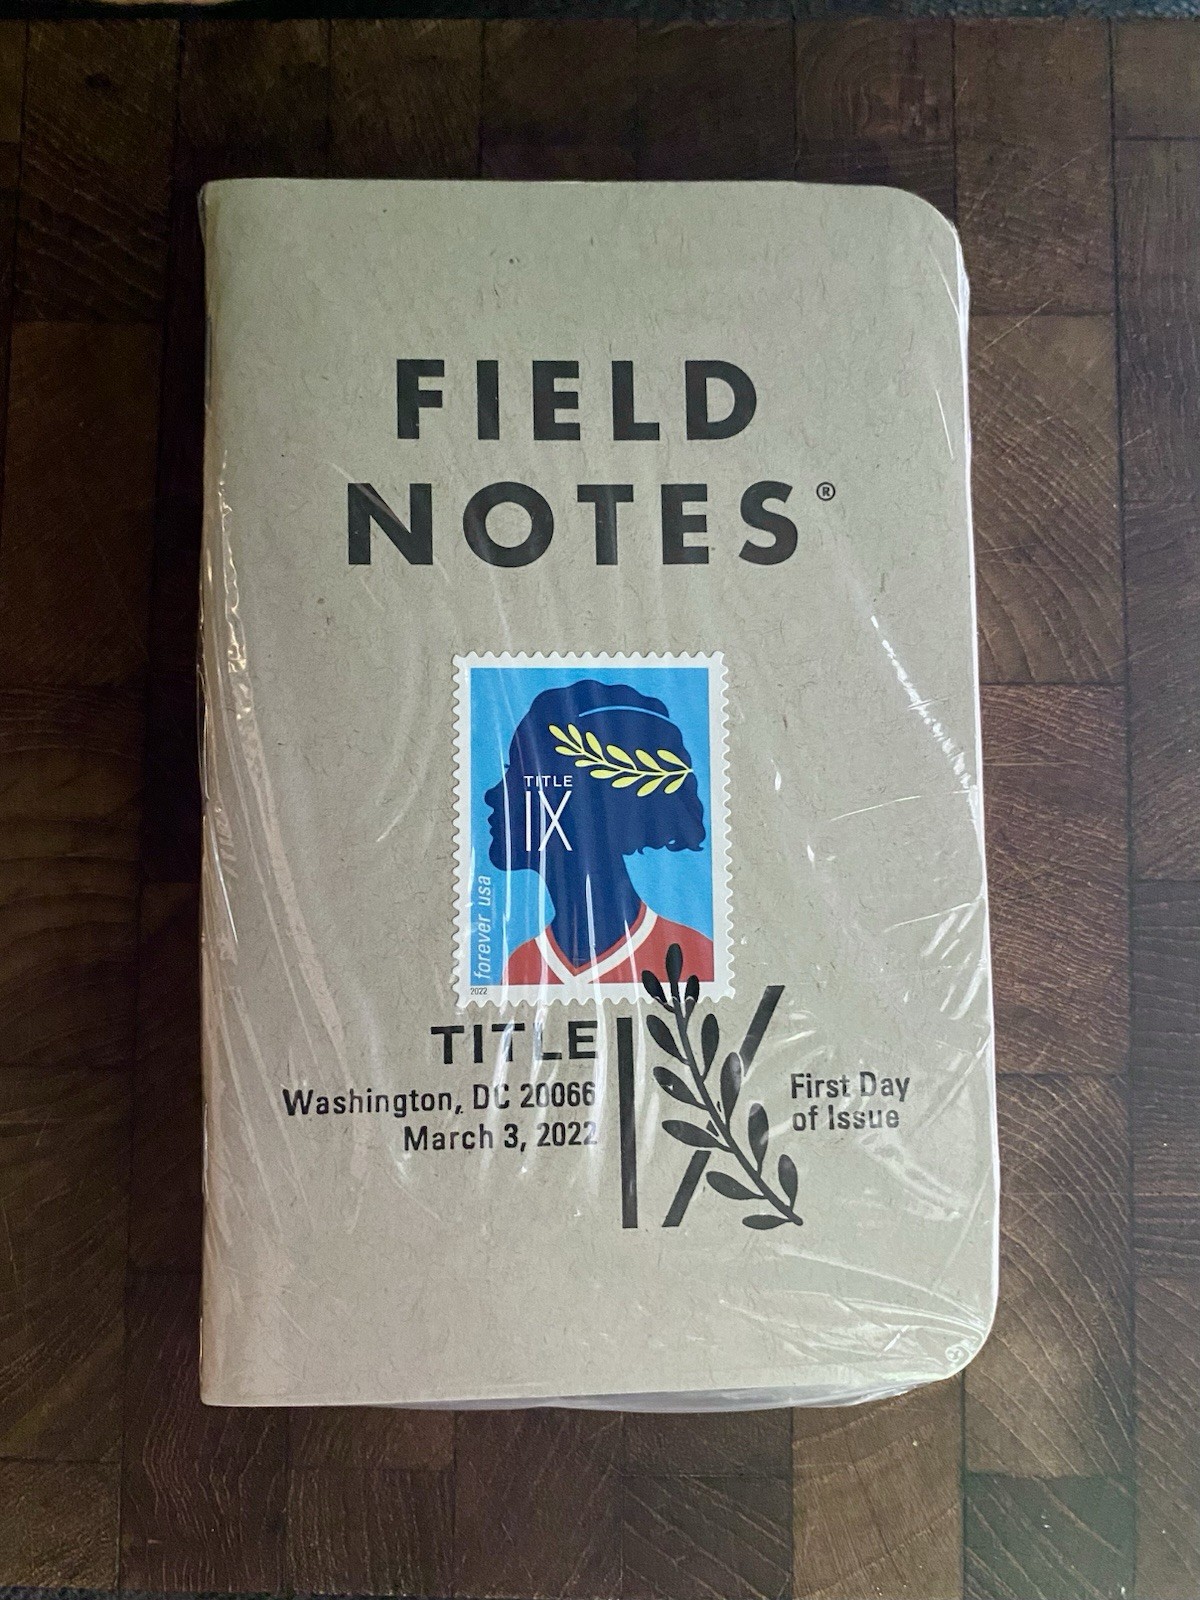 FIELD
NOTES®
TITLE
IX
forever usa
2022
TITLE IX
Washington, DC 20066
March 3, 2022
First Day
of Issue